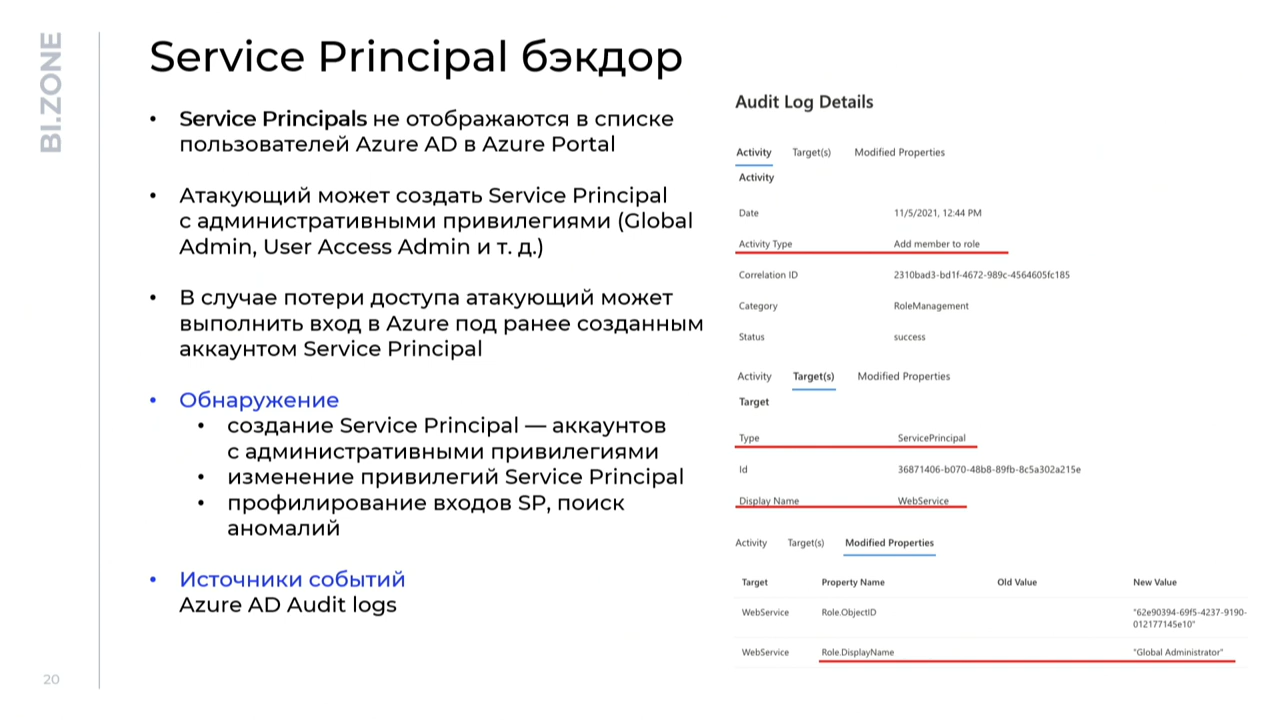 BI.ZONE
Service Principal бэкдор
• Service Principals не отображаются в списке
пользователей Azure AD в Azure Portal
• Атакующий может создать Service Principal
с административными привилегиями (Global
Admin, User Access Admin и т. д.)
• В случае потери доступа атакующий может
выполнить вход в Azure под ранее созданным
аккаунтом Service Principal
• Обнаружение
• создание Service Principal — аккаунтов
с административными привилегиями
• изменение привилегий Service Principal
• профилирование входов SP, поиск
аномалий
• Источники событий
Azure AD Audit logs
20
Audit Log Details
Activity Target(s) Modified Properties
Activity
Date 11/5/2021, 12:44 PM
Activity Type Add member to role
Correlation ID 2310bad3-bd1f-4672-989c-4564605fc185
Category RoleManagement
Status success
Activity Target(s) Modified Properties
Target
Type ServicePrincipal
Id 36871406-b070-48b8-89fb-8c5a302a215e
Display Name WebService
Activity Target(s) Modified Properties
Target Property Name Old Value New Value
WebService Role.ObjectID "62e90394-69f5-4237-9190-
012177145e10"
WebService Role.DisplayName "Global Administrator"